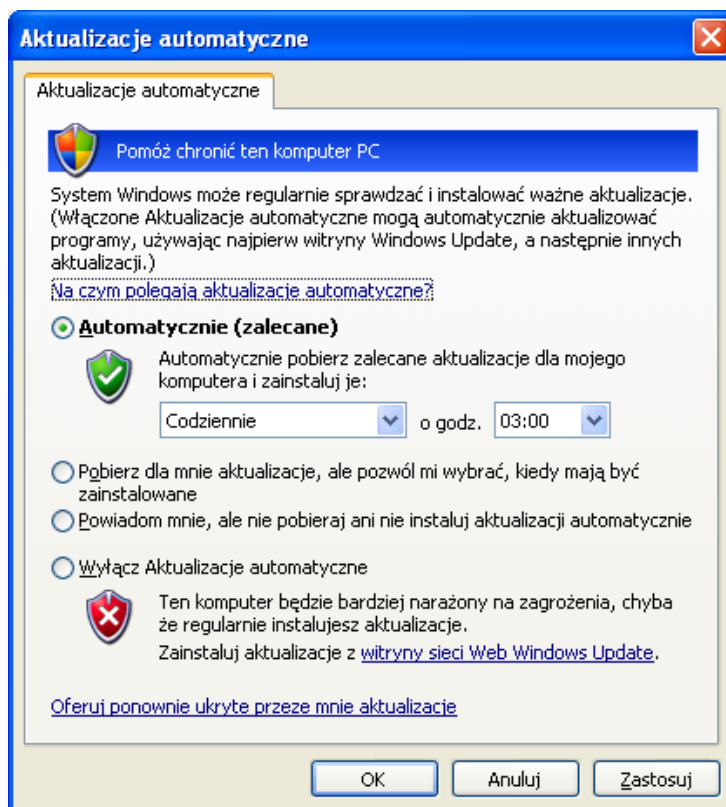 Aktualizacje automatyczne
Aktualizacje automatyczne
Pomóż chronić ten komputer PC
System Windows może regularnie sprawdzać i instalować ważne aktualizacje.
(Włączone Aktualizacje automatyczne mogą automatycznie aktualizować
programy, używając najpierw witryny Windows Update, a następnie innych
aktualizacji.)
Na czym polegają aktualizacje automatyczne?
Automatycznie (zalecane)
Automatycznie pobierz zalecane aktualizacje dla mojego
komputera i zainstaluj je:
Codziennie o godz. 03:00
Pobierz dla mnie aktualizacje, ale pozwól mi wybrać, kiedy mają być
zainstalowane
Powiadom mnie, ale nie pobieraj ani nie instaluj aktualizacji automatycznie
Wyłącz Aktualizacje automatyczne
Ten komputer będzie bardziej narażony na zagrożenia, chyba
że regularnie instalujesz aktualizacje.
Zainstaluj aktualizacje z witryny sieci Web Windows Update.
Oferuj ponownie ukryte przeze mnie aktualizacje
OK Anuluj Zastosuj